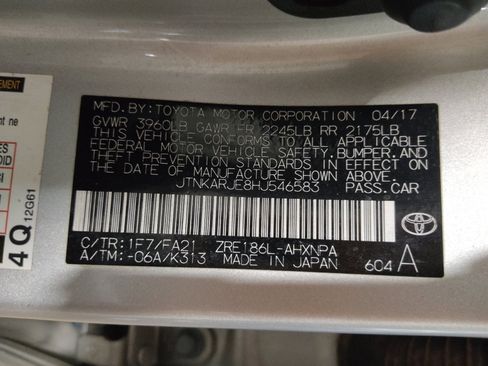 MFD.BY:TOYOTA MOTOR CORPORATION 04/17
GVWR 3960LB GAWR FR 2245LB RR 2175LB
THIS VEHICLE CONFORMS TO ALL APPLICABLE
FEDERAL MOTOR VEHICLE SAFETY,BUMPER,AND
THEFT PREVENTION STANDARDS IN EFFECT ON
THE DATE OF MANUFACTURE SHOWN ABOVE.
JTNKARJE8HJ546583 PASS.CAR
C/TR:1F7/FA21 ZRE186L-AHXNPA
A/TM:-06A/K313 MADE IN JAPAN
604 A
TOYOTA
4Q
12G61